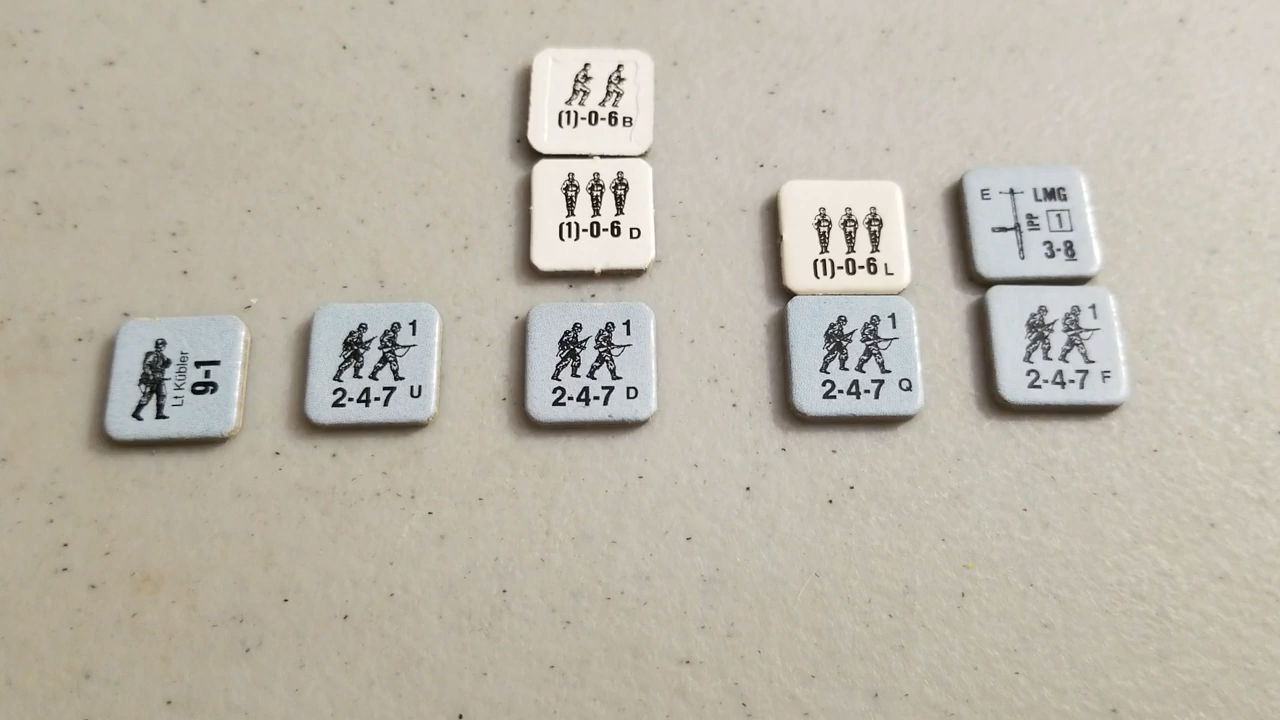 (1)-0-6 B
(1)-0-6 D
(1)-0-6 L
E LMG
IPP 1
3-8
Lt Kübler
9-1
1
2-4-7 U
1
2-4-7 D
1
2-4-7 Q
1
2-4-7 F